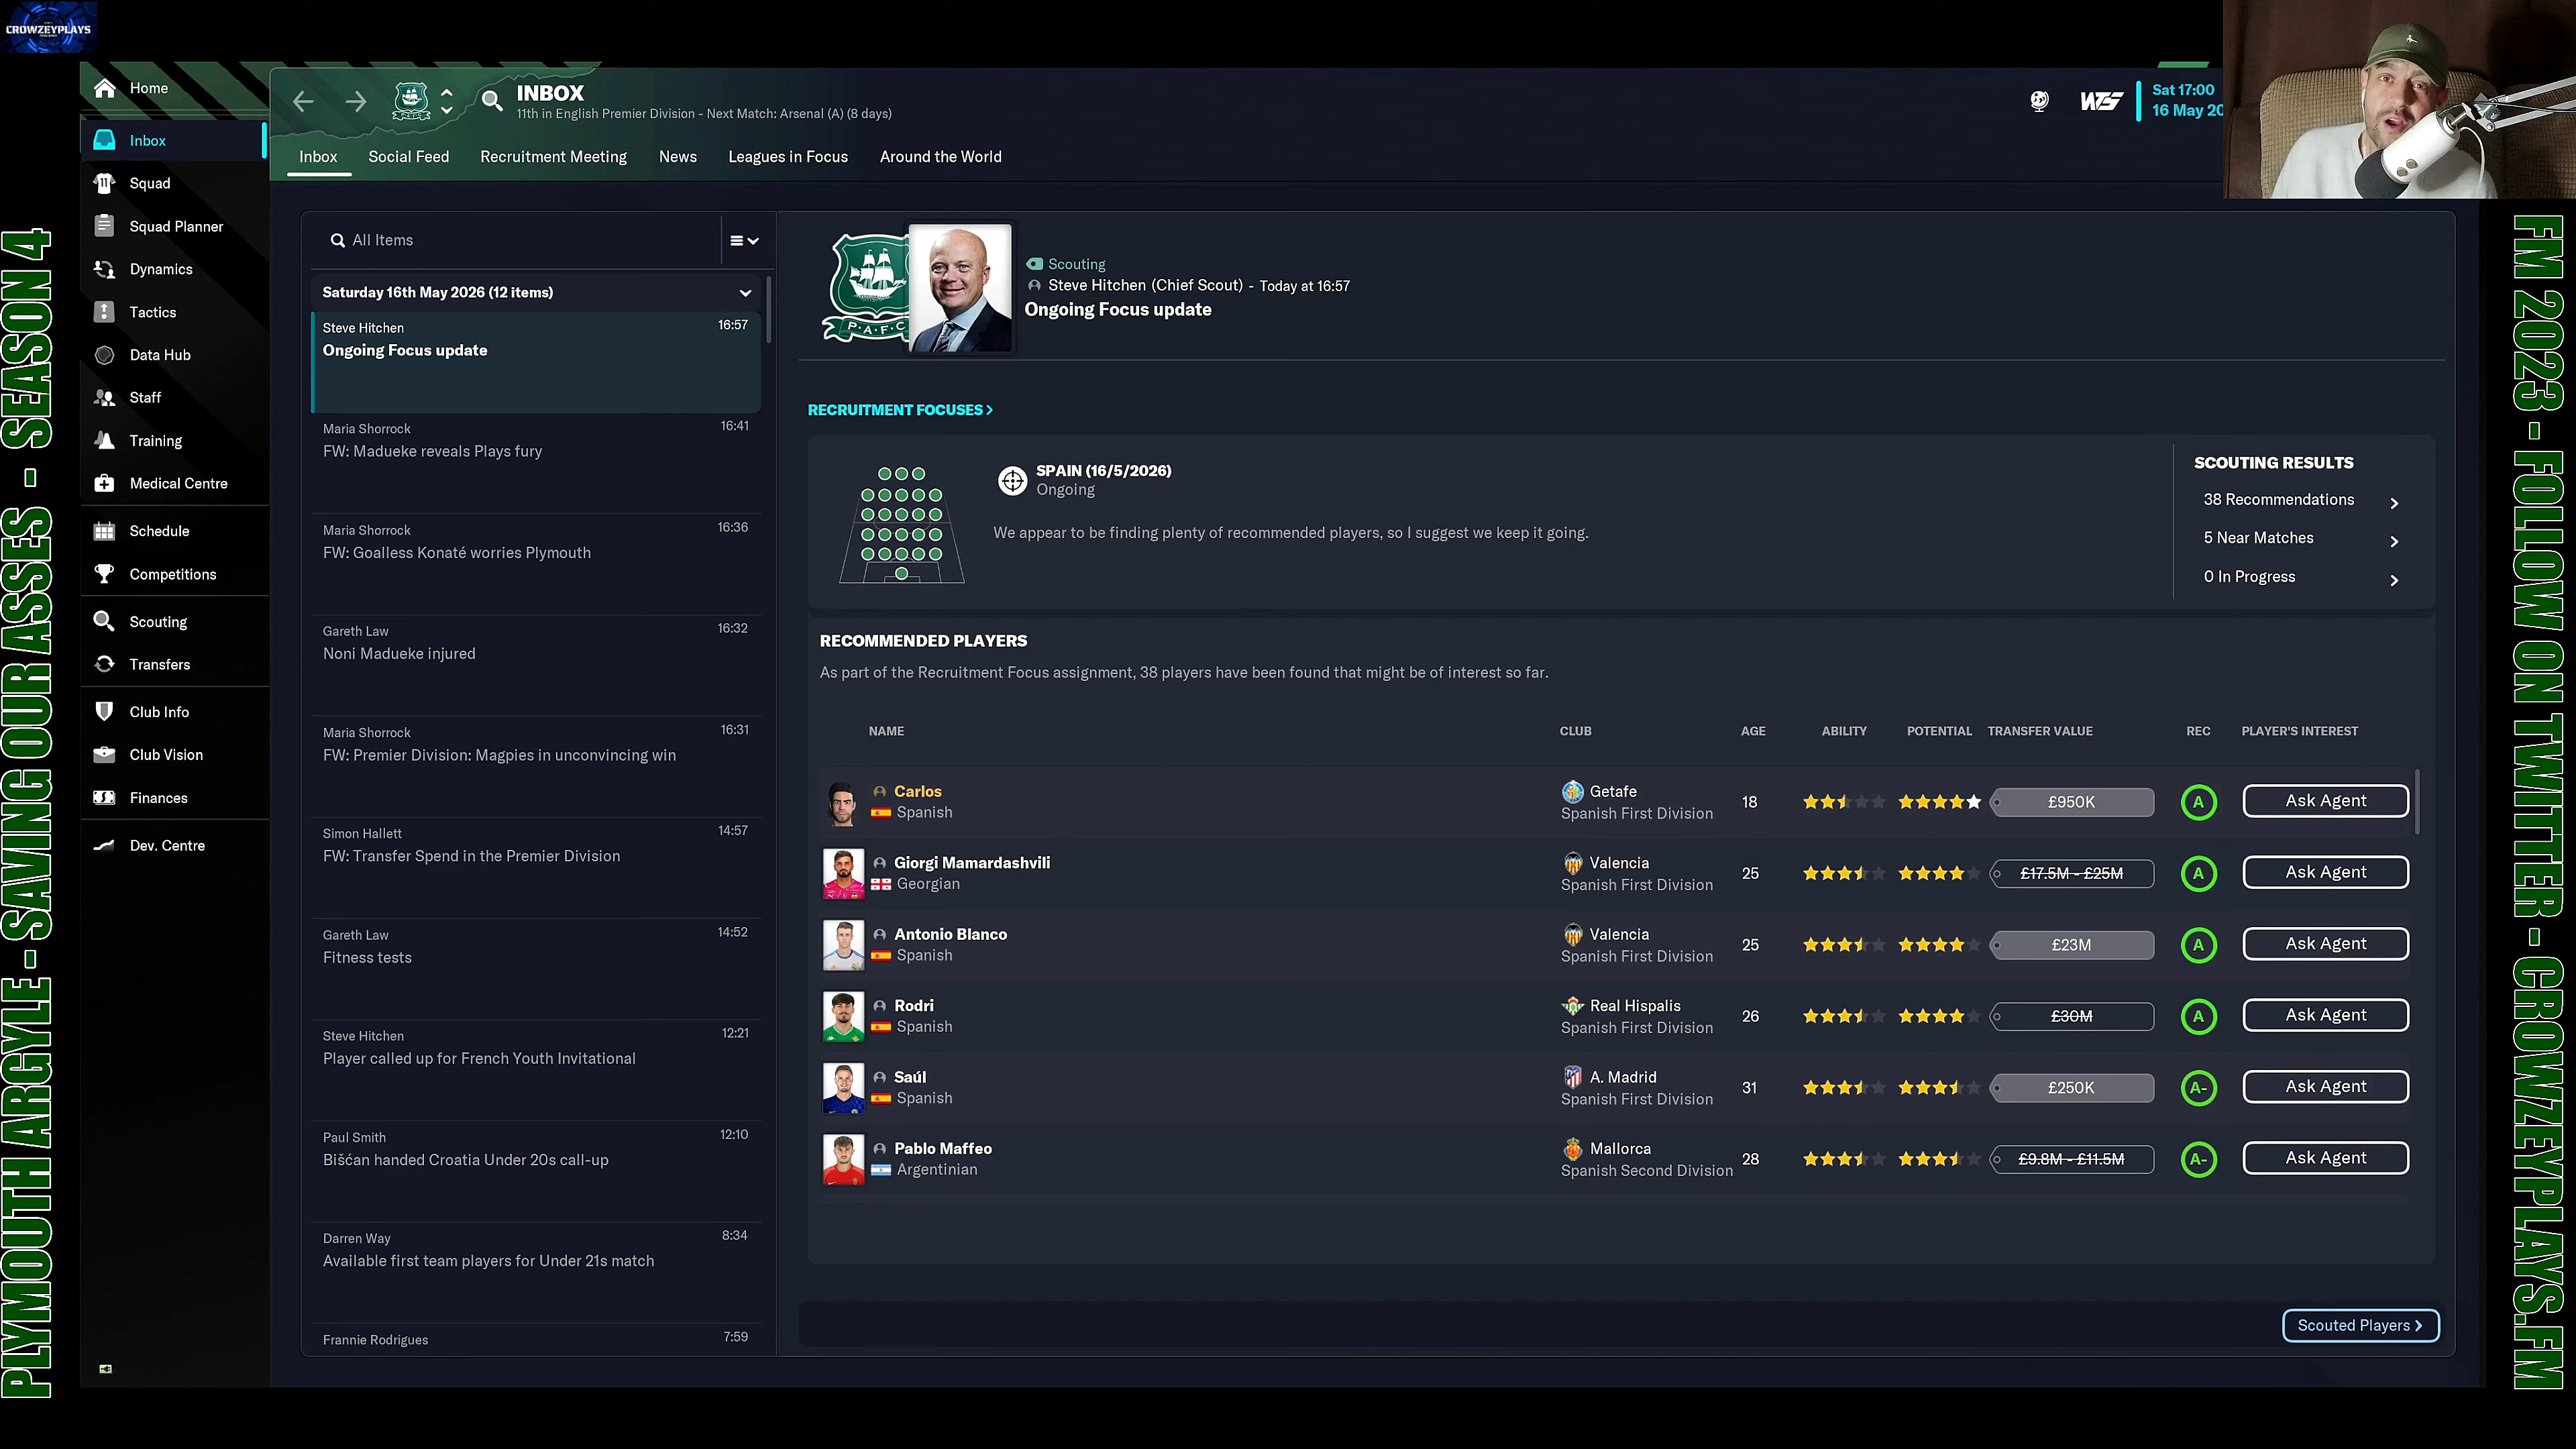 CROWZEYPLAYS
PLYMOUTH ARGYLE - SAVING OUR ASSES - SEASON 4
Home
Inbox
Squad
Squad Planner
Dynamics
Tactics
Data Hub
Staff
Training
Medical Centre
Schedule
Competitions
Scouting
Transfers
Club Info
Club Vision
Finances
Dev. Centre
INBOX
11th in English Premier Division - Next Match: Arsenal (A) (8 days)
Sat 17:00
16 May 20
Inbox Social Feed Recruitment Meeting News Leagues in Focus Around the World
All Items
Saturday 16th May 2026 (12 items)
Steve Hitchen 16:57
Ongoing Focus update
Maria Shorrock 16:41
FW: Madueke reveals Plays fury
Maria Shorrock 16:36
FW: Goalless Konaté worries Plymouth
Gareth Law 16:32
Noni Madueke injured
Maria Shorrock 16:31
FW: Premier Division: Magpies in unconvincing win
Simon Hallett 14:57
FW: Transfer Spend in the Premier Division
Gareth Law 14:52
Fitness tests
Steve Hitchen 12:21
Player called up for French Youth Invitational
Paul Smith 12:10
Bišćan handed Croatia Under 20s call-up
Darren Way 8:34
Available first team players for Under 21s match
Frannie Rodrigues 7:59
P.A.F.C
Scouting
Steve Hitchen (Chief Scout) - Today at 16:57
Ongoing Focus update
RECRUITMENT FOCUSES >
SPAIN (16/5/2026)
Ongoing
We appear to be finding plenty of recommended players, so I suggest we keep it going.
SCOUTING RESULTS
38 Recommendations
5 Near Matches
0 In Progress
RECOMMENDED PLAYERS
As part of the Recruitment Focus assignment, 38 players have been found that might be of interest so far.
NAME CLUB AGE ABILITY POTENTIAL TRANSFER VALUE REC PLAYER'S INTEREST
Carlos Getafe 18 £950K A Ask Agent
Spanish Spanish First Division
Giorgi Mamardashvili Valencia 25 £17.5M - £25M A Ask Agent
Georgian Spanish First Division
Antonio Blanco Valencia 25 £23M A Ask Agent
Spanish Spanish First Division
Rodri Real Hispalis 26 £30M A Ask Agent
Spanish Spanish First Division
Saúl A. Madrid 31 £250K A- Ask Agent
Spanish Spanish First Division
Pablo Maffeo Mallorca 28 £9.8M - £11.5M A- Ask Agent
Argentinian Spanish Second Division
Scouted Players >
FM 2023 - FOLLOW ON TWITTER - CROWZEYPLAYS.FM